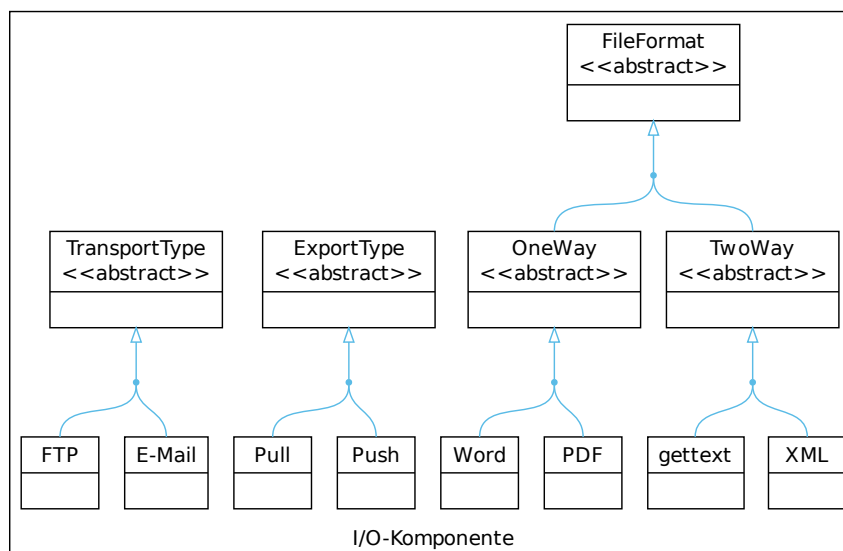 FileFormat
<<abstract>>
TransportType
<<abstract>>
ExportType
<<abstract>>
OneWay
<<abstract>>
TwoWay
<<abstract>>
FTP
E-Mail
Pull
Push
Word
PDF
gettext
XML
I/O-Komponente